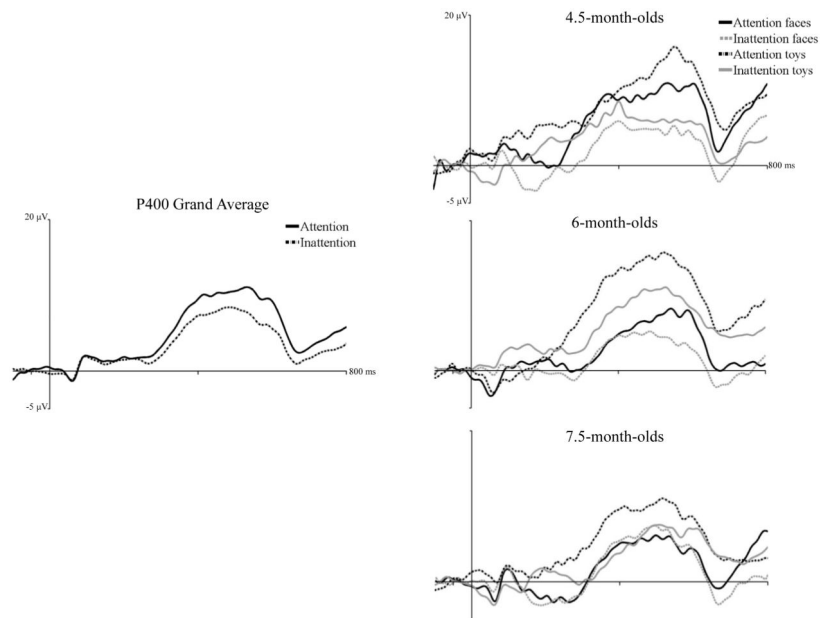 P400 Grand Average
20 μV
Attention
Inattention
800 ms
-5 μV
4.5-month-olds
20 μV
Attention faces
Inattention faces
Attention toys
Inattention toys
800 ms
-5 μV
6-month-olds
7.5-month-olds